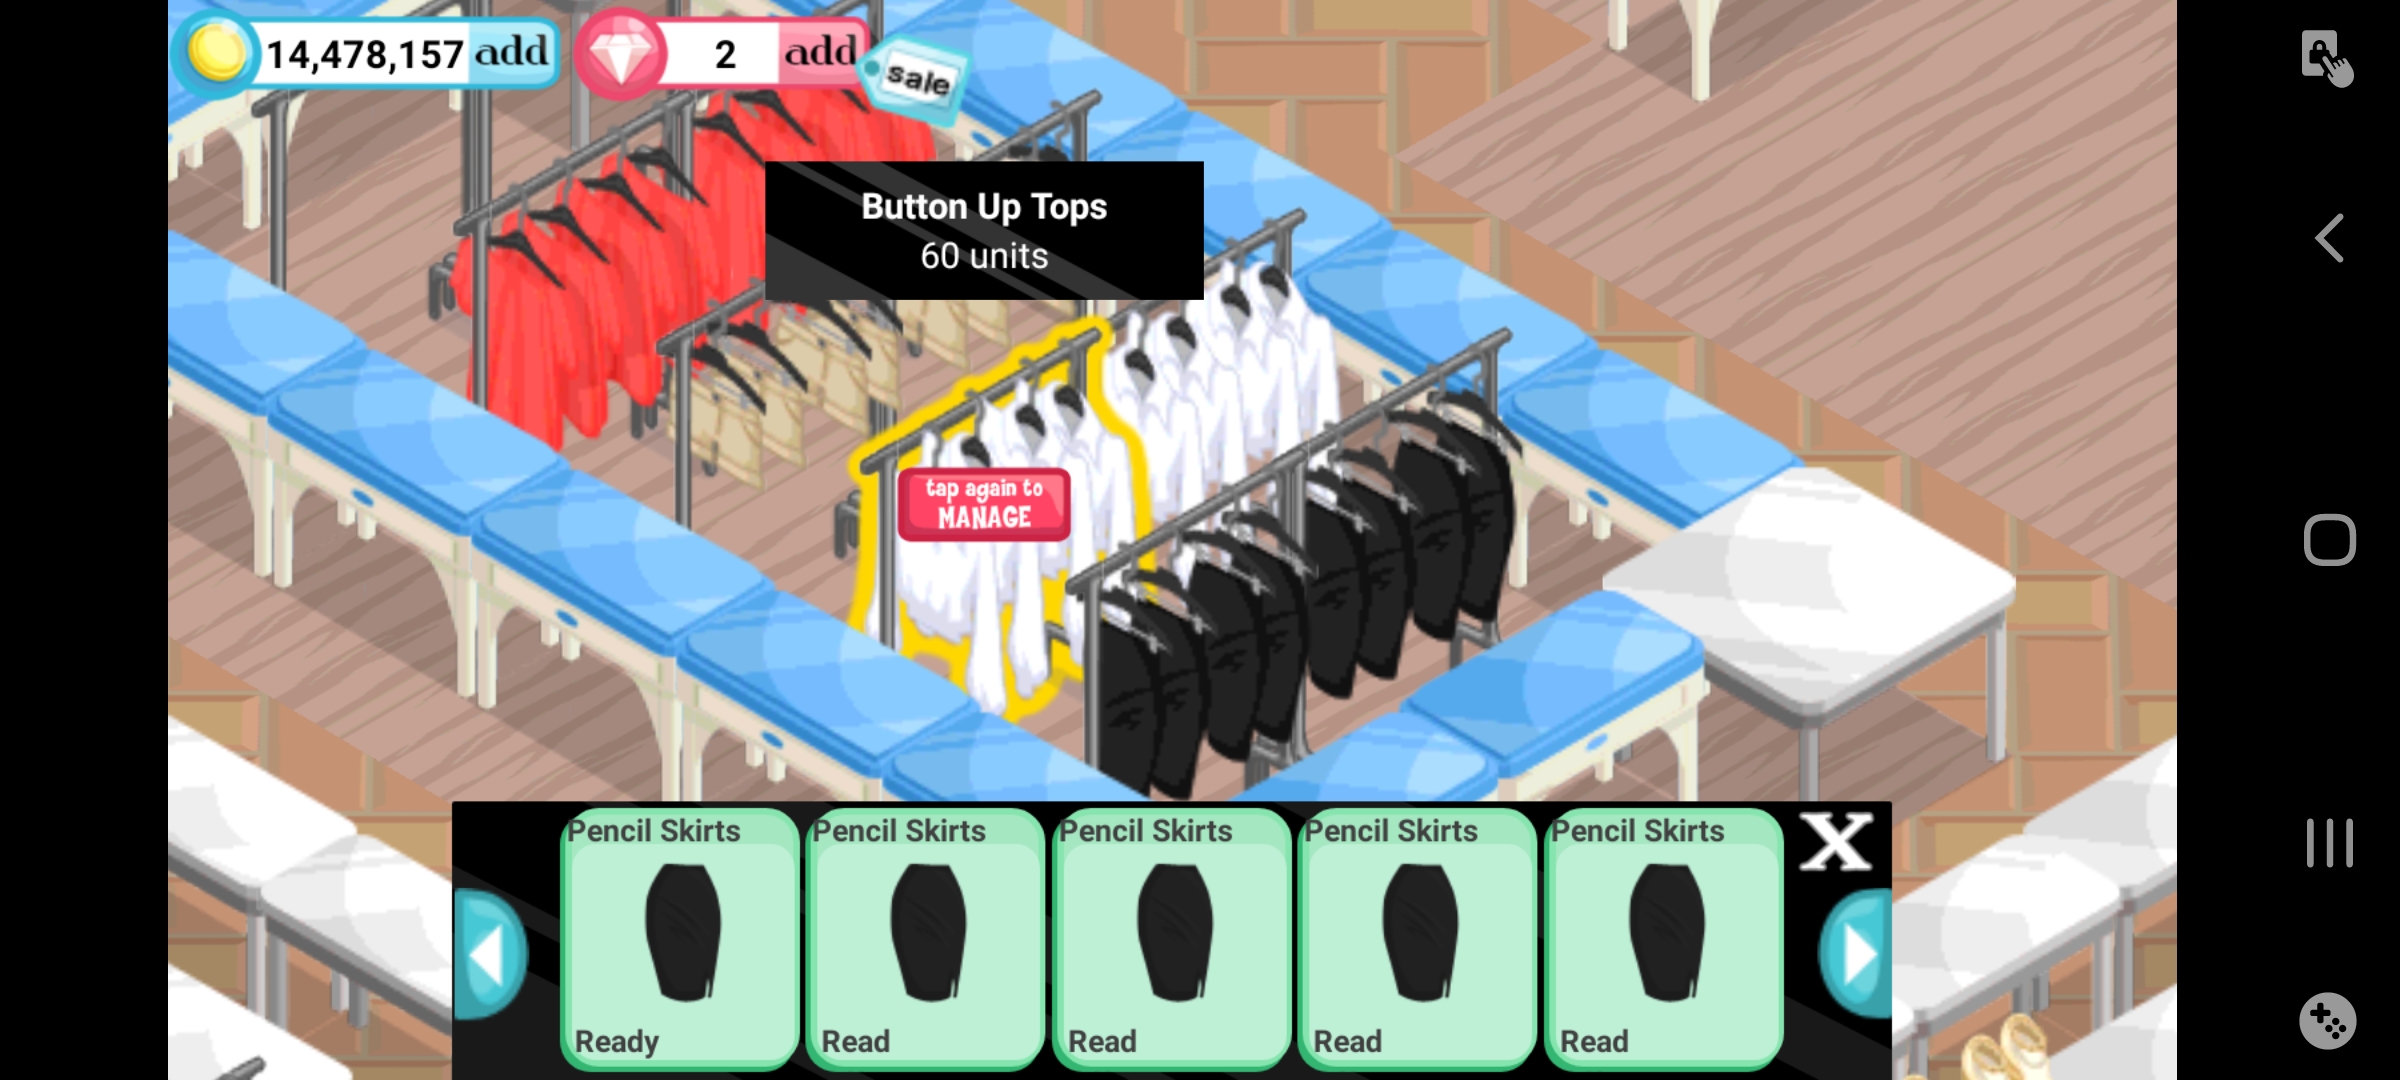 14,478,157 add
2 add
sale
Button Up Tops
60 units
tap again to
MANAGE
Pencil Skirts Pencil Skirts Pencil Skirts Pencil Skirts Pencil Skirts
X
Ready Read Read Read Read